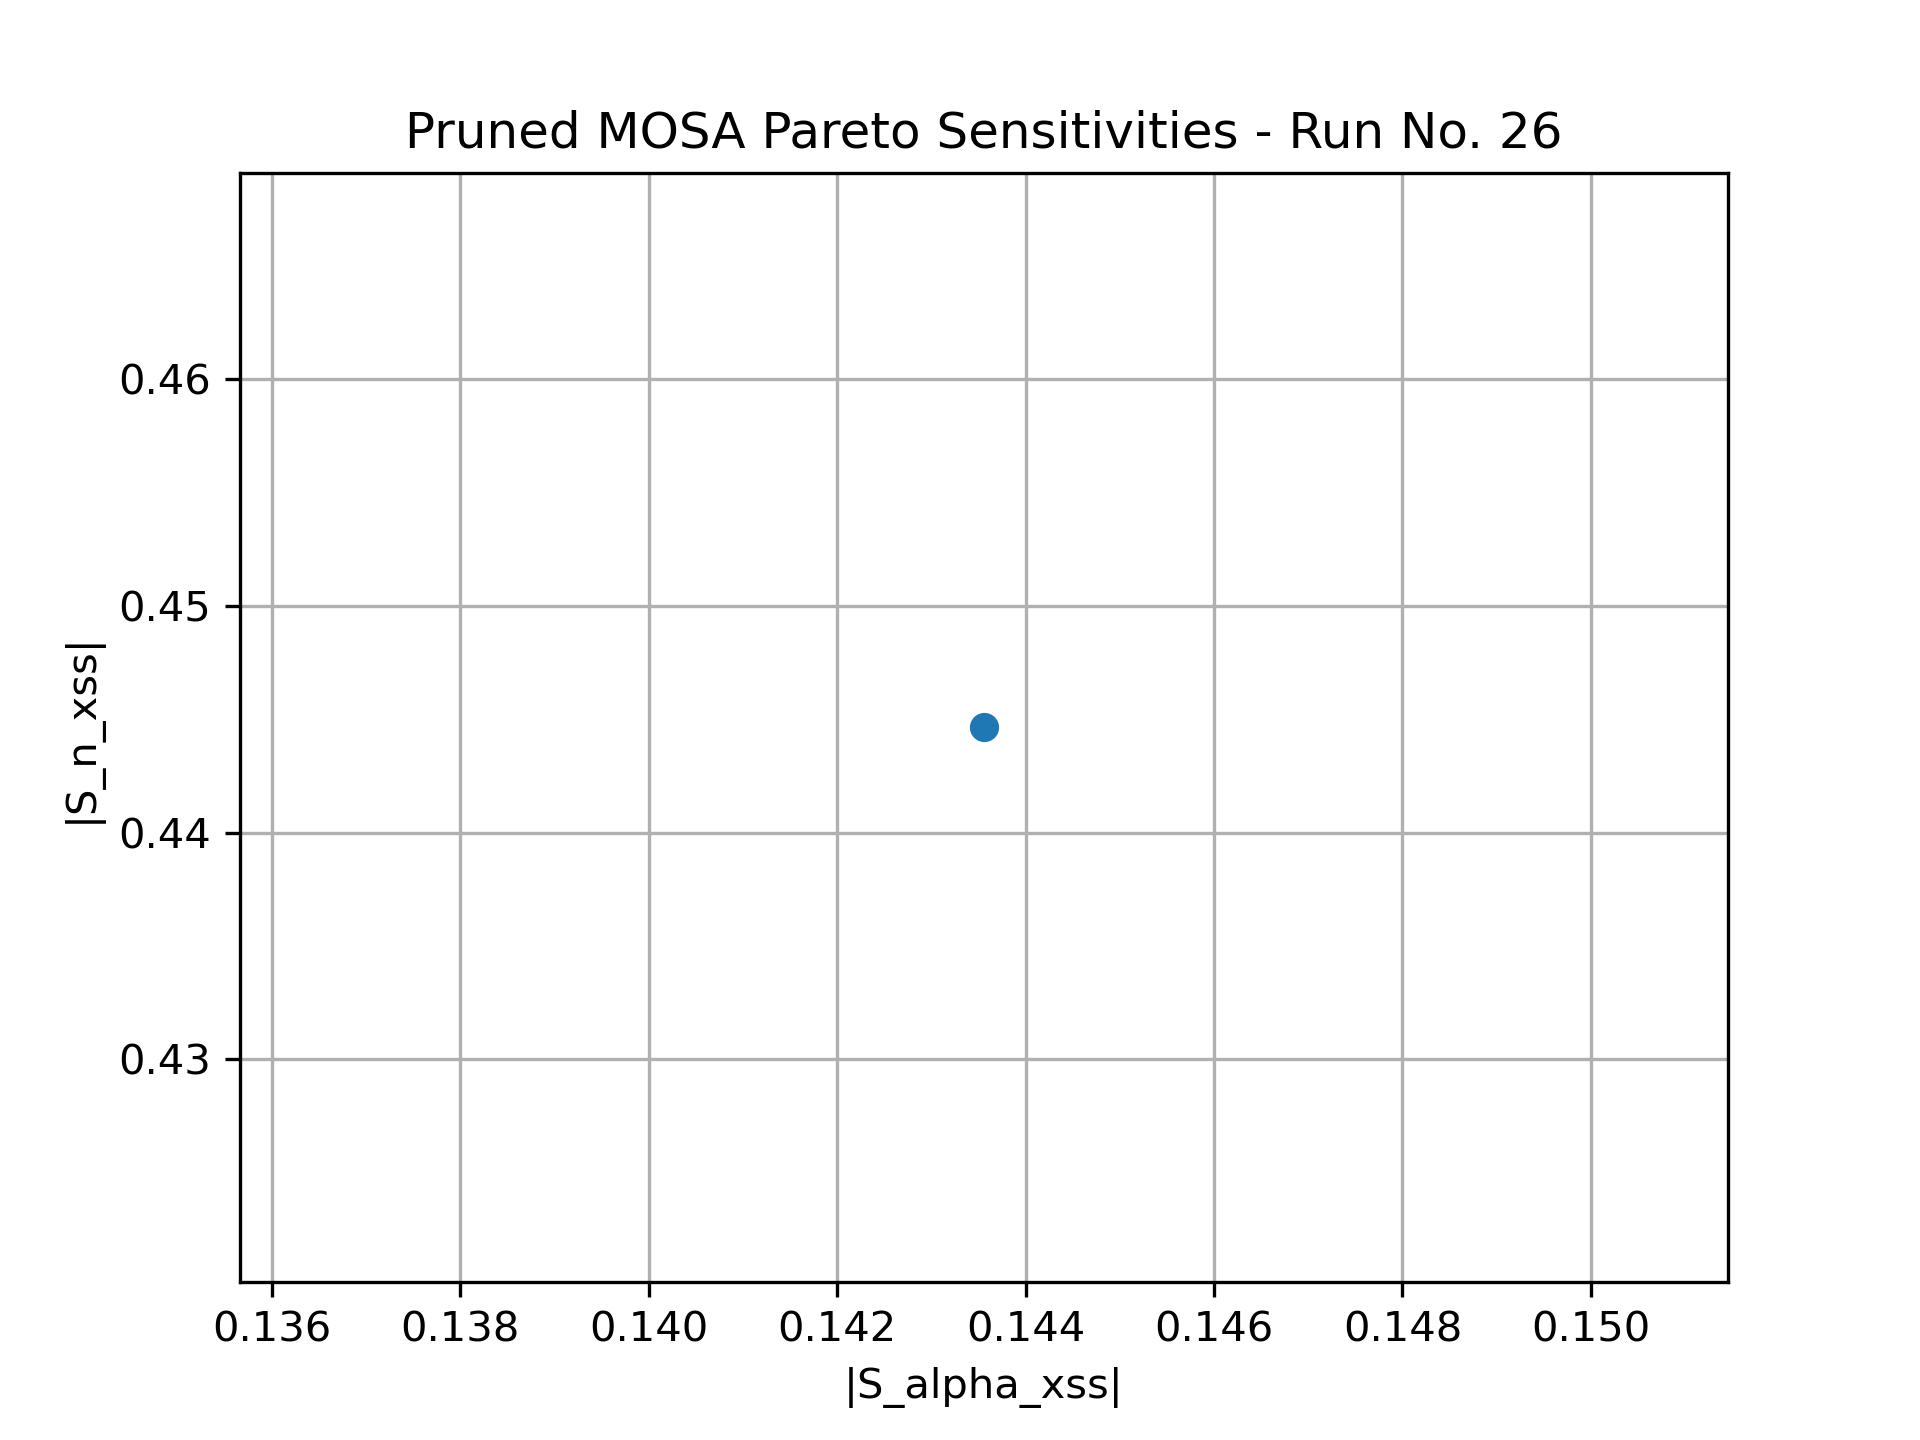 Pruned MOSA Pareto Sensitivities - Run No. 26
|S_n_xss|
0.46
0.45
0.44
0.43
0.136 0.138 0.140 0.142 0.144 0.146 0.148 0.150
|S_alpha_xss|